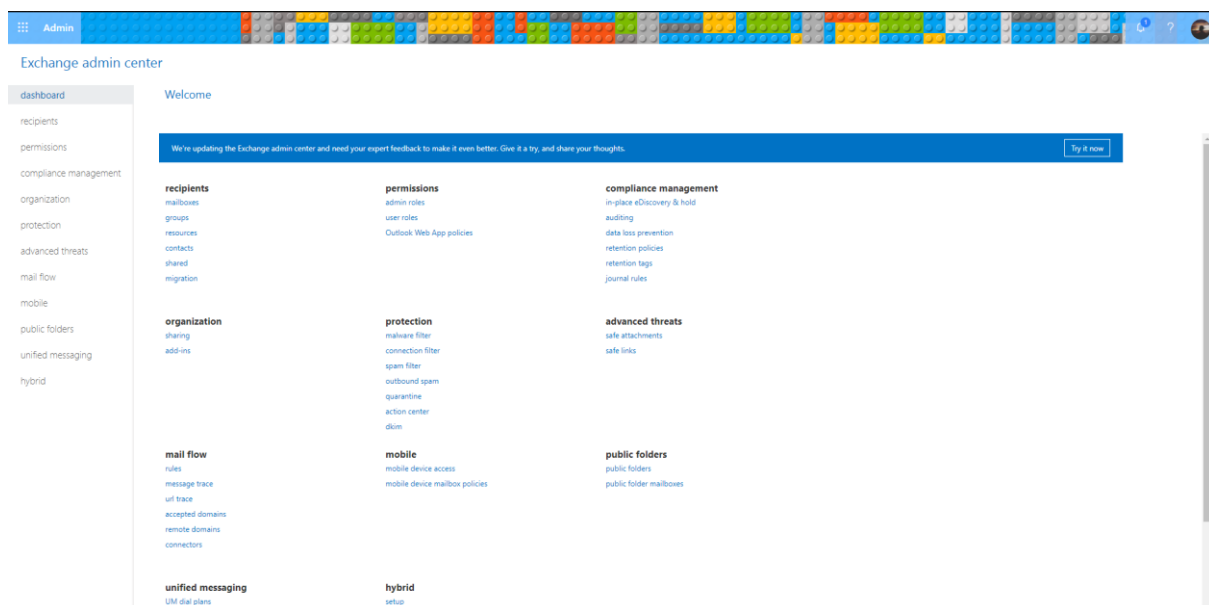 Admin
1
?
Exchange admin center
dashboard
recipients
permissions
compliance management
organization
protection
advanced threats
mail flow
mobile
public folders
unified messaging
hybrid
Welcome
We're updating the Exchange admin center and need your expert feedback to make it even better. Give it a try, and share your thoughts.
Try it now
recipients
mailboxes
groups
resources
contacts
shared
migration
permissions
admin roles
user roles
Outlook Web App policies
compliance management
in-place eDiscovery & hold
auditing
data loss prevention
retention policies
retention tags
journal rules
organization
sharing
add-ins
protection
malware filter
connection filter
spam filter
outbound spam
quarantine
action center
dkim
advanced threats
safe attachments
safe links
mail flow
rules
message trace
url trace
accepted domains
remote domains
connectors
mobile
mobile device access
mobile device mailbox policies
public folders
public folders
public folder mailboxes
unified messaging
UM dial plans
hybrid
setup